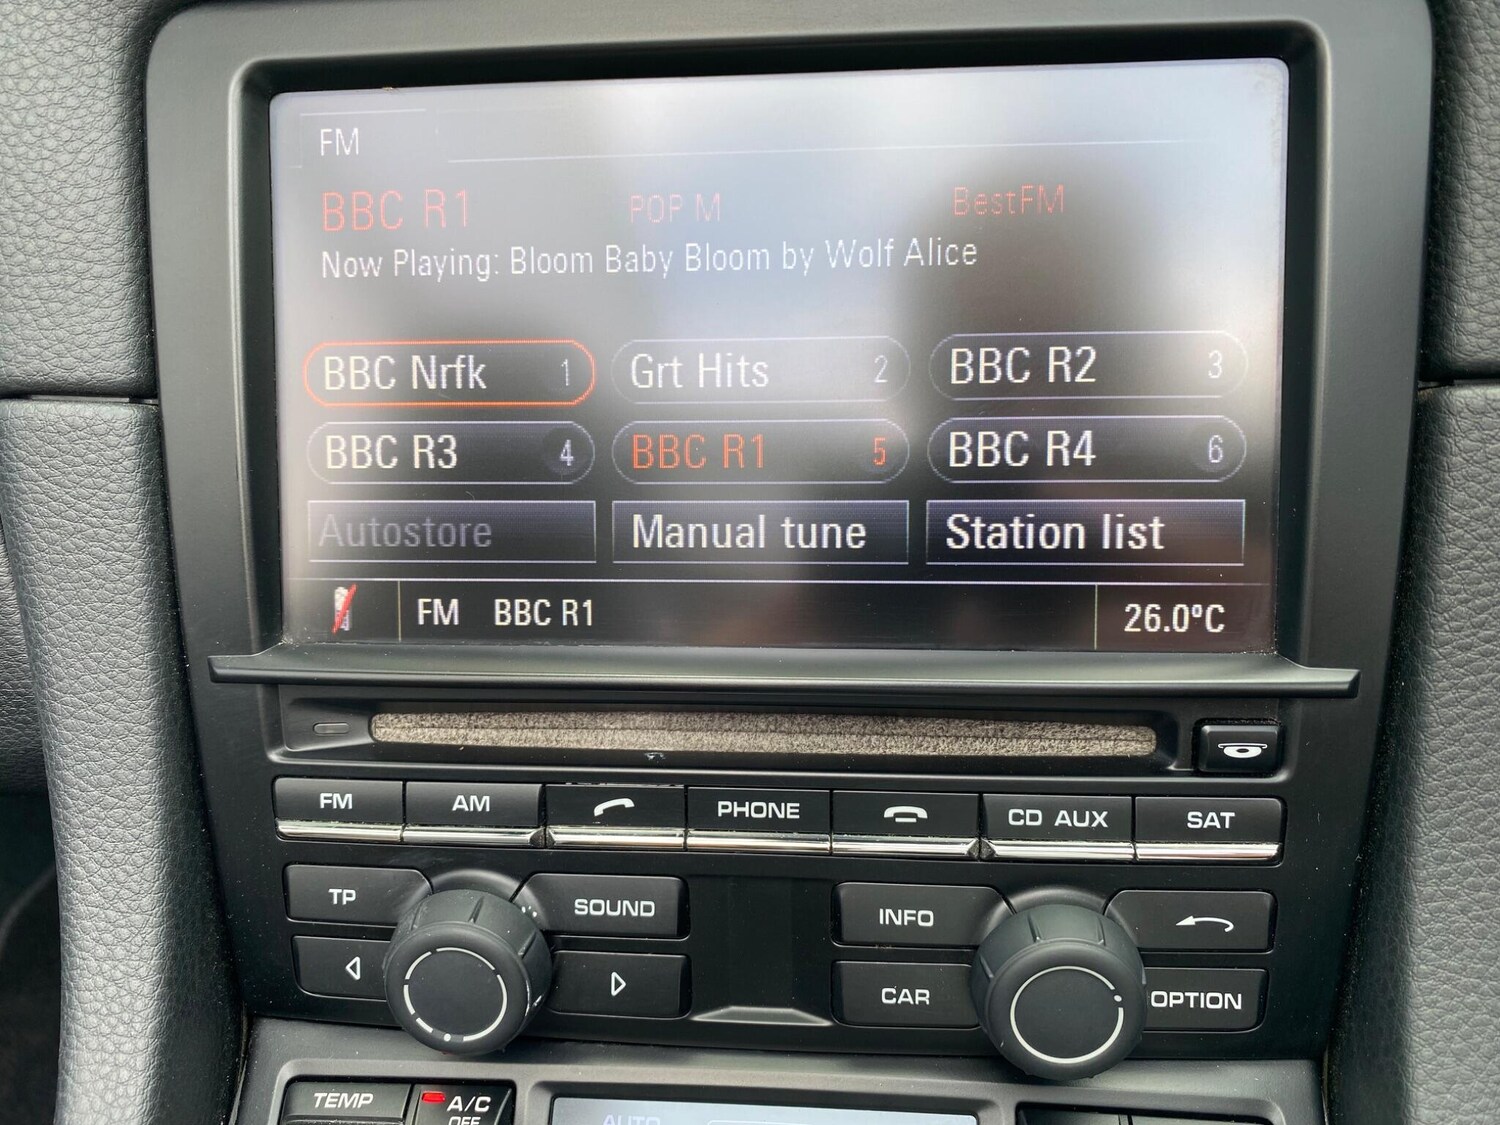 FM
BBC R1 POP M BestFM
Now Playing: Bloom Baby Bloom by Wolf Alice
BBC Nrfk 1 Grt Hits 2 BBC R2 3
BBC R3 4 BBC R1 5 BBC R4 6
Autostore Manual tune Station list
FM BBC R1 26.0°C
FM AM PHONE CD AUX SAT
TP SOUND INFO
CAR OPTION
TEMP A/C OFF AUTO